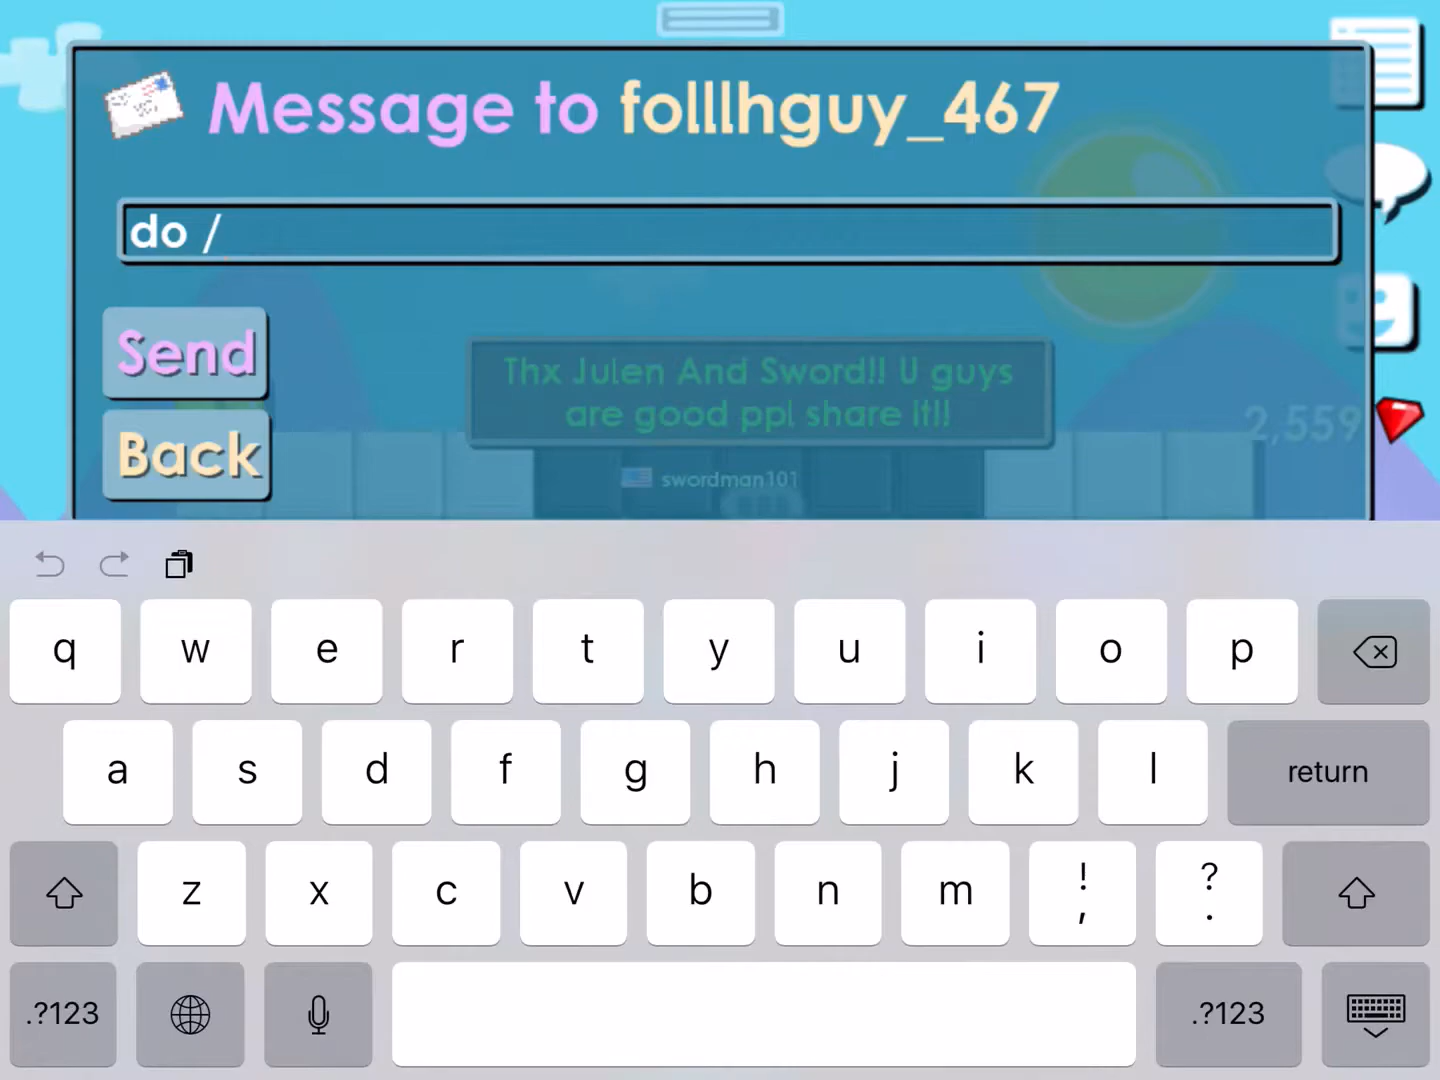 Message to folllhguy_467
do /
Send
Thx Julen And Sword!! U guys
are good ppl share it!!
2,559
Back
swordman101
q w e r t y u i o p
a s d f g h j k l return
z x c v b n m ! , ? .
.?123 .?123